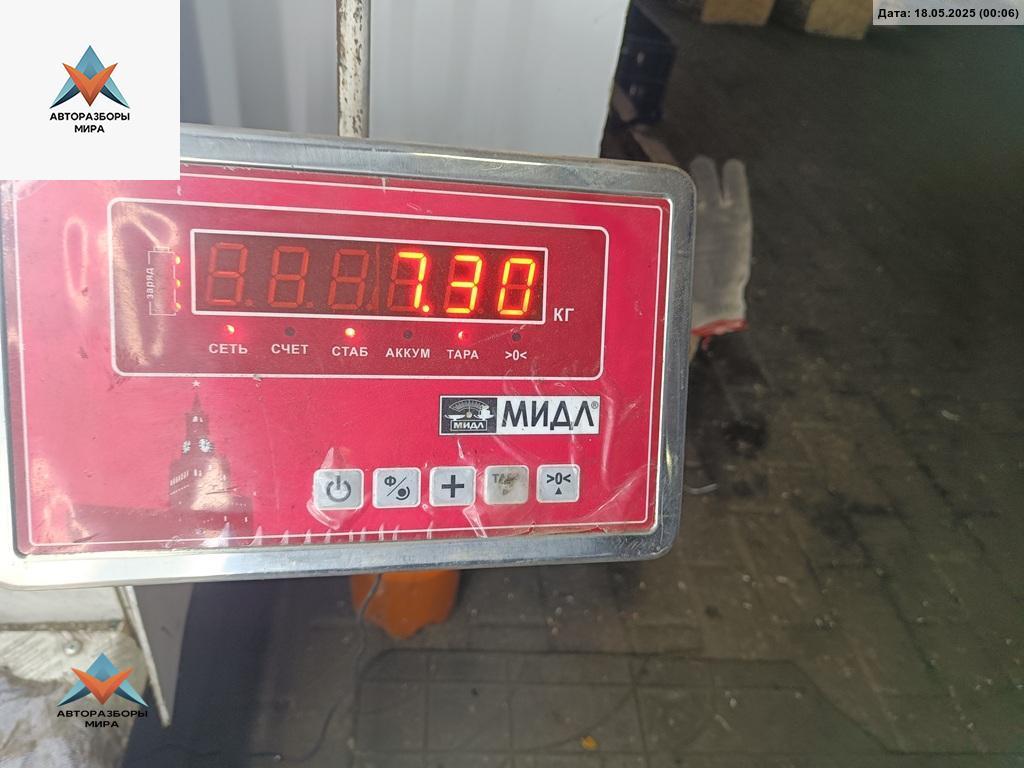 Дата: 18.05.2025 (00:06)
АВТОРАЗБОРЫ
МИРА
заряд
7.30
КГ
СЕТЬ СЧЕТ СТАБ АККУМ ТАРА >0<
МИДЛ МИДЛ®
Ф/ + >0<
АВТОРАЗБОРЫ
МИРА